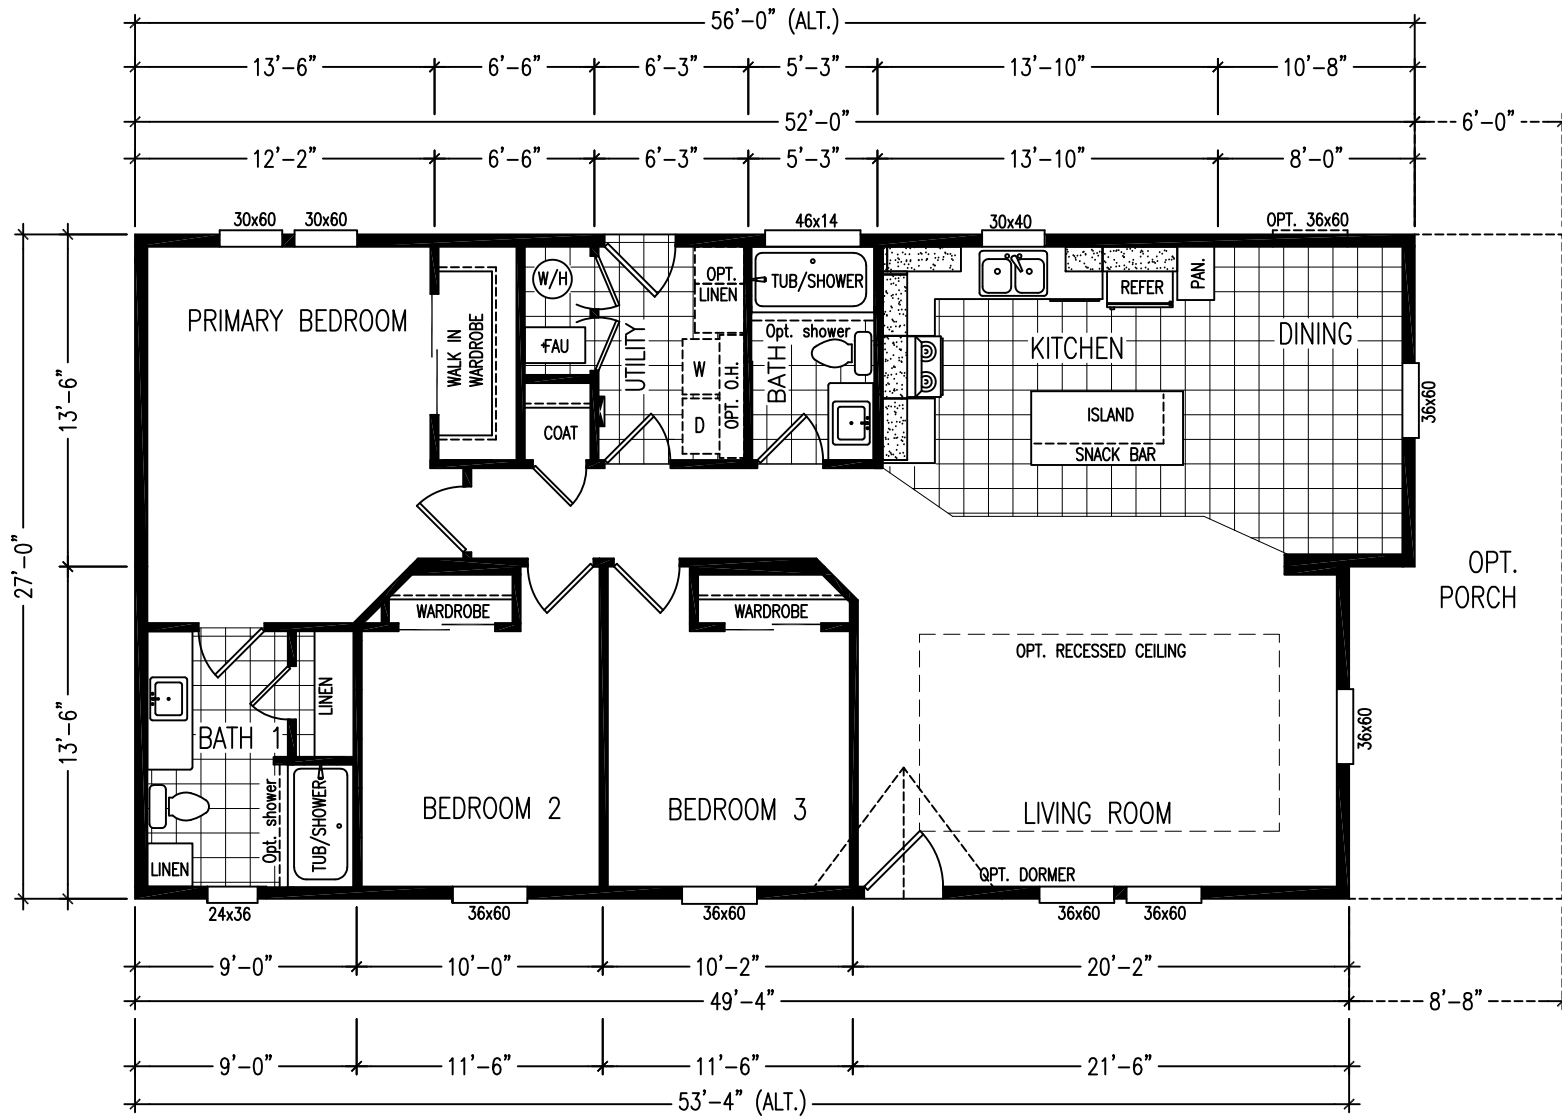 56'-0" (ALT.)
13'-6" 6'-6" 6'-3" 5'-3" 13'-10" 10'-8"
52'-0" 6'-0"
12'-2" 6'-6" 6'-3" 5'-3" 13'-10" 8'-0"
30x60 30x60 46x14 30x40 OPT. 36x60
W/H
OPT.
LINEN
TUB/SHOWER
REFER
PAN.
PRIMARY BEDROOM
WALK IN
WARDROBE
FAU
UTILITY
W
D
OPT. O.H.
Opt. shower
BATH
KITCHEN
DINING
COAT
ISLAND
SNACK BAR
36x60
27'-0"
13'-6"
13'-6"
OPT.
PORCH
WARDROBE
WARDROBE
OPT. RECESSED CEILING
LINEN
BATH 1
36x60
Opt. shower
TUB/SHOWER
BEDROOM 2
BEDROOM 3
LIVING ROOM
LINEN
OPT. DORMER
24x36 36x60 36x60 36x60 36x60
9'-0" 10'-0" 10'-2" 20'-2"
49'-4" 8'-8"
9'-0" 11'-6" 11'-6" 21'-6"
53'-4" (ALT.)